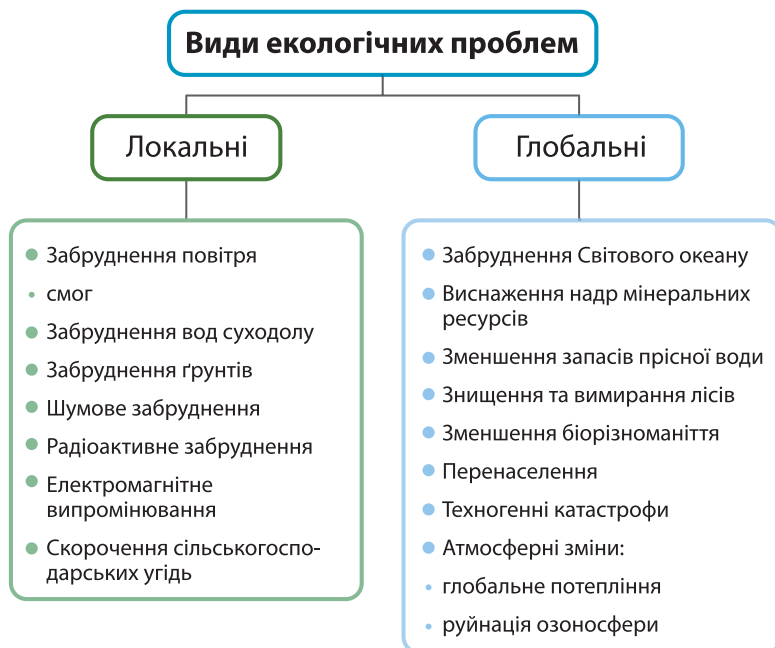 Види екологічних проблем
Локальні
Забруднення повітря
смог
Забруднення вод суходолу
Забруднення ґрунтів
Шумове забруднення
Радіоактивне забруднення
Електромагнітне
випромінювання
Скорочення сільськогоспо-
дарських угідь
Глобальні
Забруднення Світового океану
Виснаження надр мінеральних
ресурсів
Зменшення запасів прісної води
Знищення та вимирання лісів
Зменшення біорізноманіття
Перенаселення
Техногенні катастрофи
Атмосферні зміни:
глобальне потепління
руйнація озоносфери